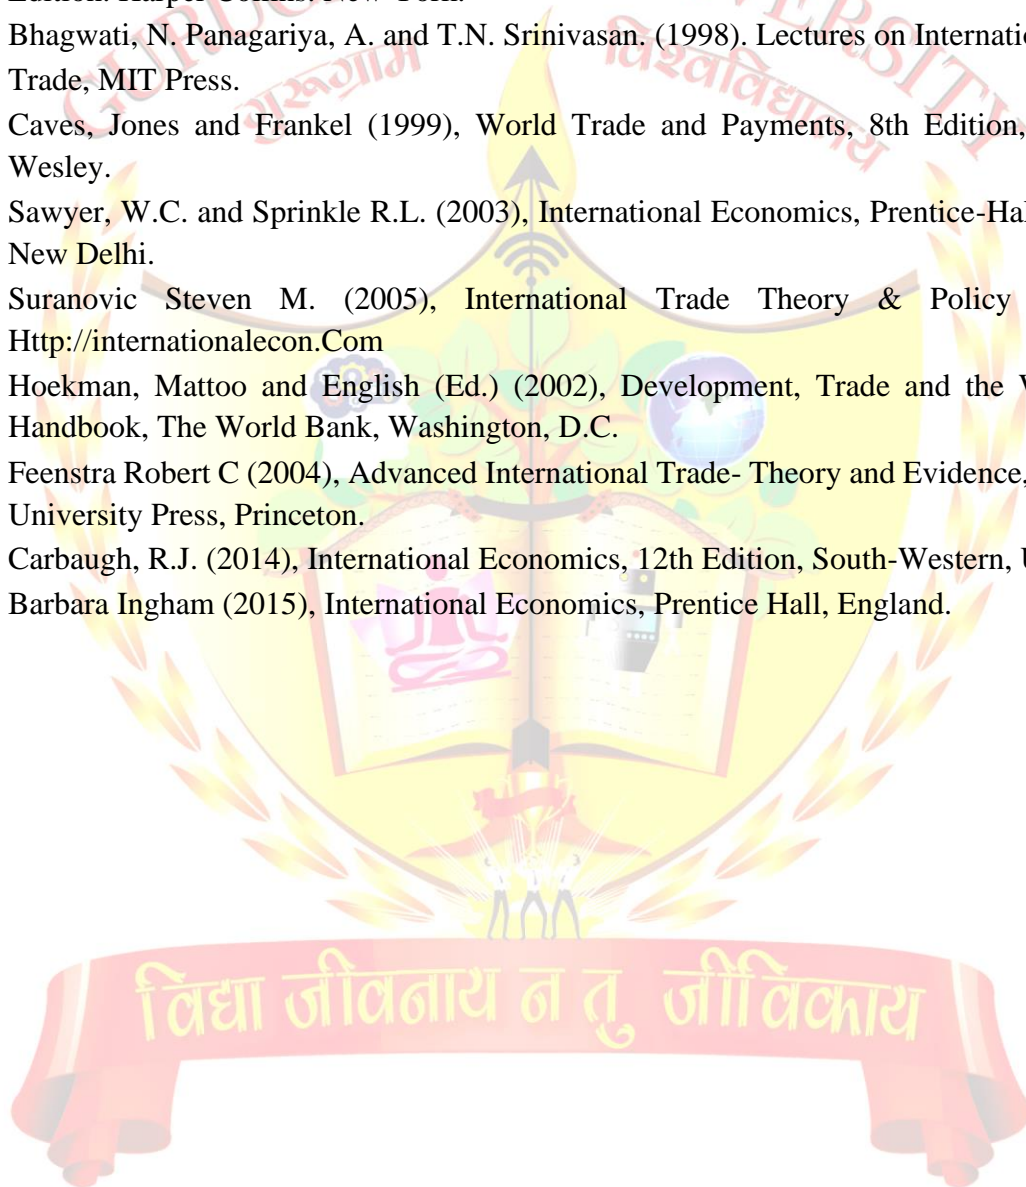 Edition. Harper Collins. New York.
Bhagwati, N. Panagariya, A. and T.N. Srinivasan. (1998). Lectures on Internatio
Trade, MIT Press.
Caves, Jones and Frankel (1999), World Trade and Payments, 8th Edition,
Wesley.
Sawyer, W.C. and Sprinkle R.L. (2003), International Economics, Prentice-Hal
New Delhi.
Suranovic Steven M. (2005), International Trade Theory & Policy
Http://internationalecon.Com
Hoekman, Mattoo and English (Ed.) (2002), Development, Trade and the
Handbook, The World Bank, Washington, D.C.
Feenstra Robert C (2004), Advanced International Trade- Theory and Evidence,
University Press, Princeton.
Carbaugh, R.J. (2014), International Economics, 12th Edition, South-Western,
Barbara Ingham (2015), International Economics, Prentice Hall, England.
गुरूग्राम विश्वविद्यालय
विद्या जीवनाय न तु जीविकाय